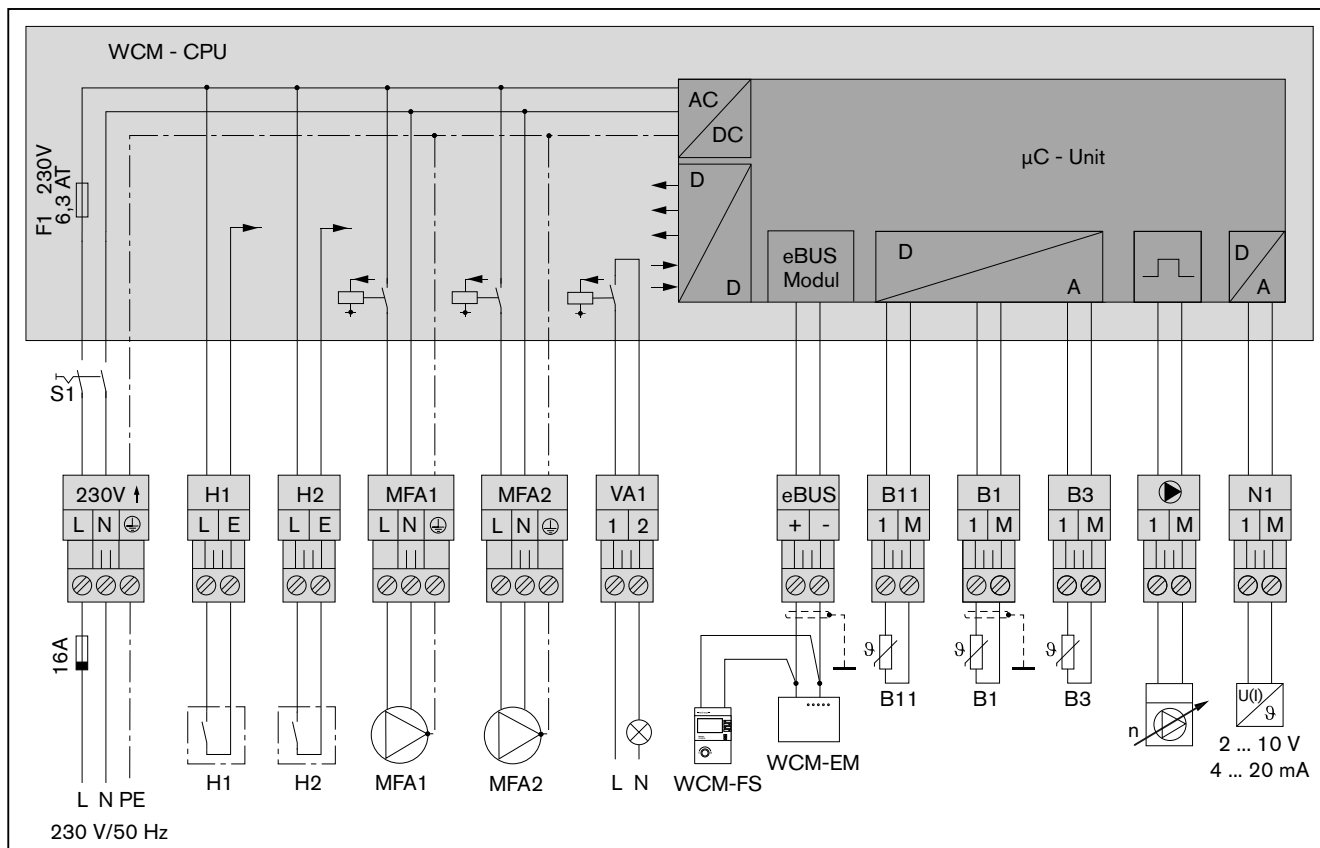 WCM - CPU
AC
DC
µC - Unit
F1 230V
6,3 AT
D
D
eBUS
Modul
D
A
D
A
S1
230V
H1
H2
MFA1
MFA2
VA1
eBUS
B11
B1
B3
N1
L N
L E
L E
L N
L N
1 2
+ -
1 M
1 M
1 M
1 M
1 M
16A
ϑ
ϑ
ϑ
U(I)
ϑ
n
B11
B1
B3
2 ... 10 V
4 ... 20 mA
H1
H2
MFA1
MFA2
L N
WCM-FS
WCM-EM
L N PE
230 V/50 Hz